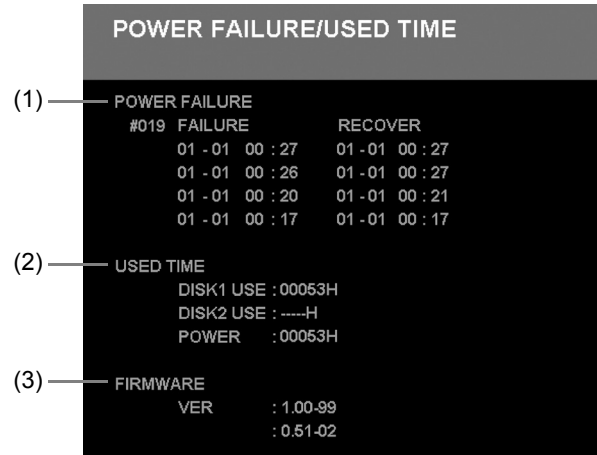 POWER FAILURE/USED TIME
(1) POWER FAILURE
#019 FAILURE RECOVER
01 - 01 00 : 27 01 - 01 00 : 27
01 - 01 00 : 26 01 - 01 00 : 27
01 - 01 00 : 20 01 - 01 00 : 21
01 - 01 00 : 17 01 - 01 00 : 17
(2) USED TIME
DISK1 USE : 00053H
DISK2 USE : -----H
POWER : 00053H
(3) FIRMWARE
VER : 1.00-99
: 0.51-02